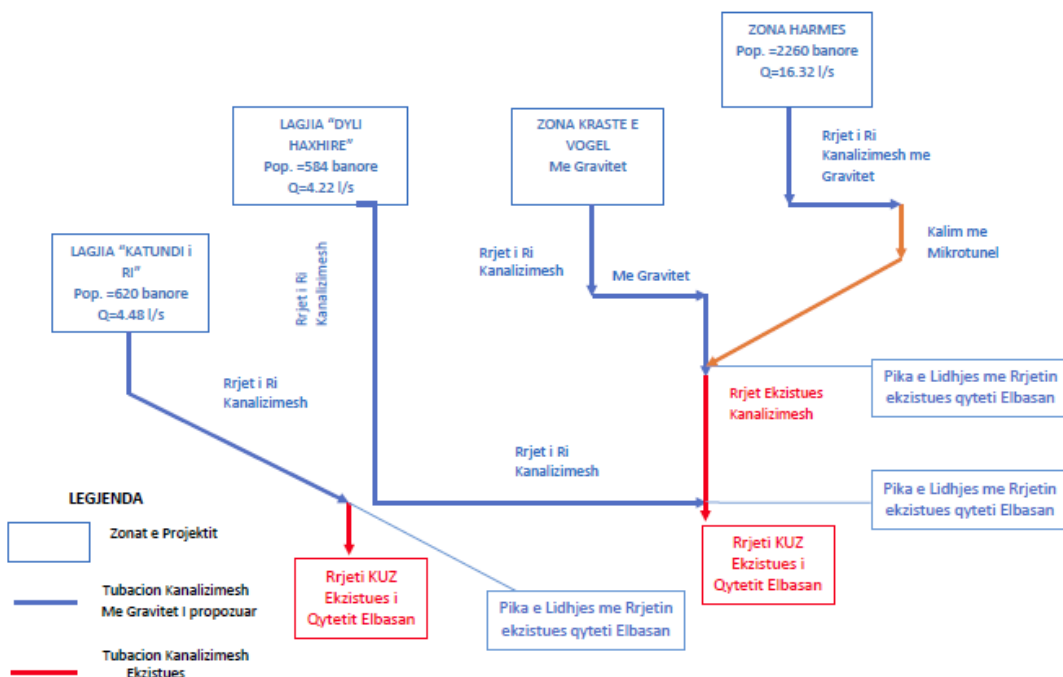 ZONA HARMES
Pop. =2260 banore
Q=16.32 l/s
LAGJIA "DYLI
HAXHIRE"
Pop. =584 banore
Q=4.22 l/s
ZONA KRASTE E
VOGEL
Me Gravitet
Rrjet i Ri
Kanalizimesh me
Gravitet
LAGJIA "KATUNDI i
RI"
Pop. =620 banore
Q=4.48 l/s
Rrjet i Ri
Kanalizimesh
Rrjet i Ri
Kanalizimesh
Me Gravitet
Kalim me
Mikrotunel
Rrjet i Ri
Kanalizimesh
Rrjet Ekzistues
Kanalizimesh
Pika e Lidhjes me Rrjetin
ekzistues qyteti Elbasan
Rrjet i Ri
Kanalizimesh
Pika e Lidhjes me Rrjetin
ekzistues qyteti Elbasan
LEGJENDA
Zonat e Projektit
Tubacion Kanalizimesh
Me Gravitet I propozuar
Tubacion Kanalizimesh
Ekzistues
Rrjeti KUZ
Ekzistues i
Qytetit Elbasan
Pika e Lidhjes me Rrjetin
ekzistues qyteti Elbasan
Rrjeti KUZ
Ekzistues i
Qytetit Elbasan